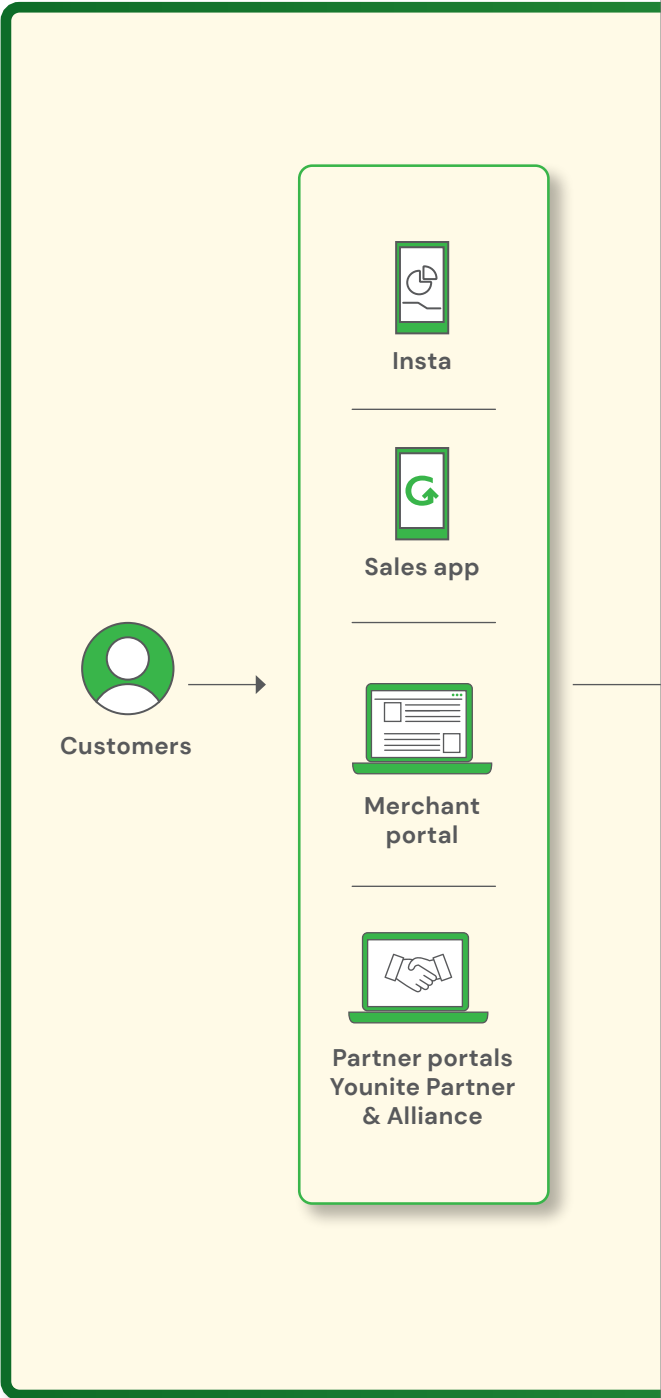 Insta
Sales app
Customers
Merchant
portal
Partner portals
Younite Partner
& Alliance